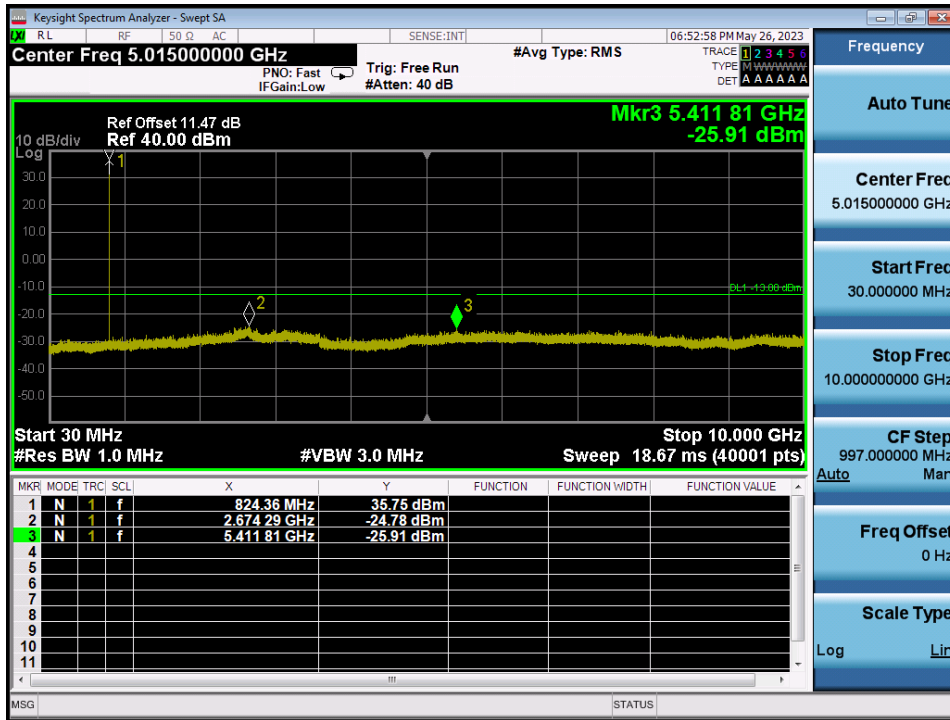 Keysight Spectrum Analyzer - Swept SA
LXI RL RF 50 Ω AC SENSE:INT 06:52:58 PM May 26, 2023
Center Freq 5.015000000 GHz
PNO: Fast
IFGain:Low
Trig: Free Run
#Atten: 40 dB
#Avg Type: RMS
TRACE 1 2 3 4 5 6
TYPE M WWWWW
DET A A A A A A
Mkr3 5.411 81 GHz
-25.91 dBm
Ref Offset 11.47 dB
10 dB/div Ref 40.00 dBm
Log
30.0
20.0
10.0
0.00
-10.0
-20.0
-30.0
-40.0
-50.0
1
2
3
DL1 -13.00 dBm
Start 30 MHz Stop 10.000 GHz
#Res BW 1.0 MHz #VBW 3.0 MHz Sweep 18.67 ms (40001 pts)
MKR MODE TRC SCL X Y FUNCTION FUNCTION WIDTH FUNCTION VALUE
1 N 1 f 824.36 MHz 35.75 dBm
2 N 1 f 2.674 29 GHz -24.78 dBm
3 N 1 f 5.411 81 GHz -25.91 dBm
4
5
6
7
8
9
10
11
MSG STATUS
Frequency
Auto Tune
Center Freq
5.015000000 GHz
Start Freq
30.000000 MHz
Stop Freq
10.000000000 GHz
CF Step
997.000000 MHz
Auto Man
Freq Offset
0 Hz
Scale Type
Log Lin